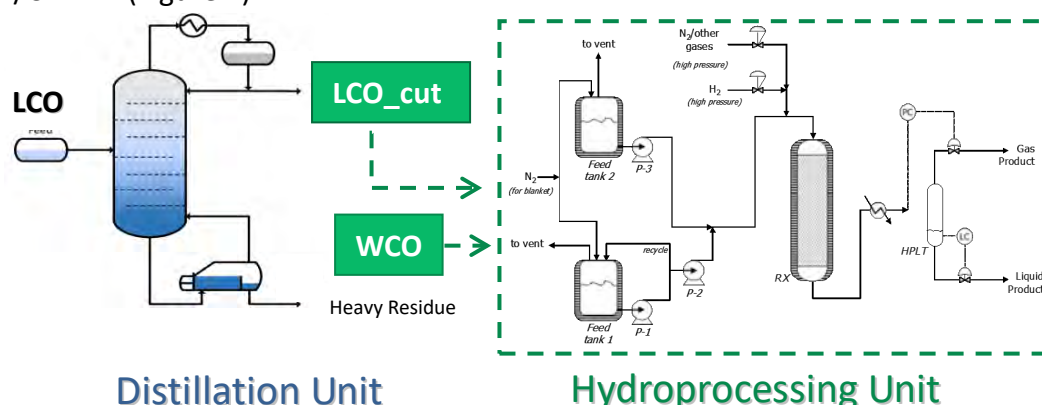 LCO
LCO_cut
WCO
Heavy Residue
Distillation Unit
to vent
Feed
tank 2
P-3
N2
(for blanket)
to vent
recycle
Feed
tank 1
P-1
P-2
N2/other
gases
(high pressure)
H2
(high pressure)
RX
PC
Gas
Product
HPLT
LC
Liquid
Product
Hydroprocessing Unit